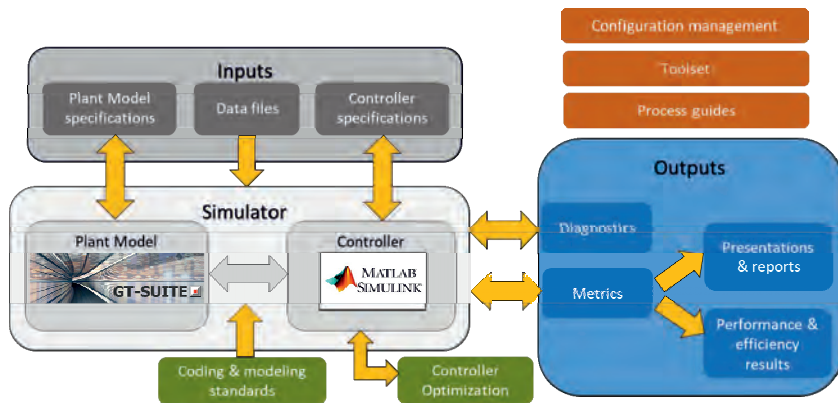 Configuration management
Toolset
Process guides
Inputs
Plant Model
specifications
Data files
Controller
specifications
Simulator
Plant Model
GT-SUITE
Controller
MATLAB
SIMULINK
Outputs
Diagnostics
Metrics
Presentations
& reports
Performance &
efficiency
results
Coding & modeling
standards
Controller
Optimization